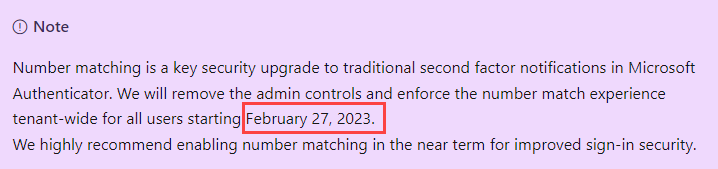 Note
Number matching is a key security upgrade to traditional second factor notifications in Microsoft
Authenticator. We will remove the admin controls and enforce the number match experience
tenant-wide for all users starting February 27, 2023.
We highly recommend enabling number matching in the near term for improved sign-in security.